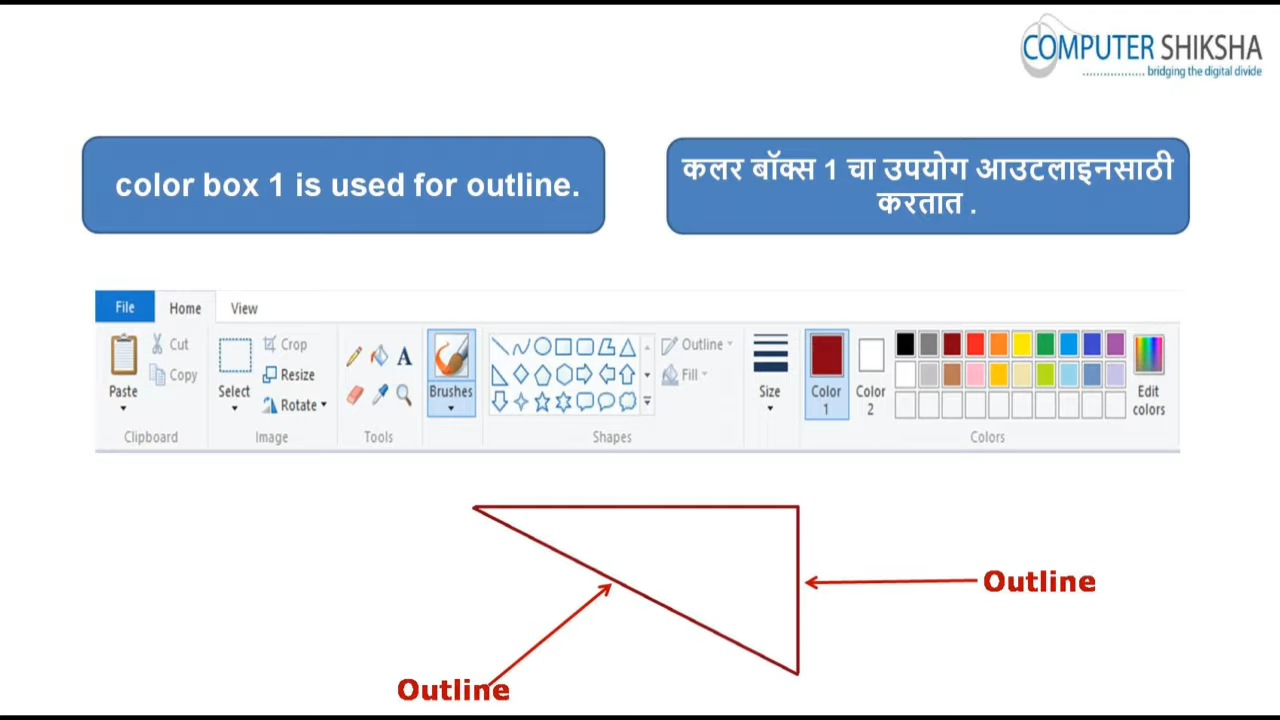 COMPUTER SHIKSHA
bridging the digital divide
color box 1 is used for outline.
कलर बॉक्स 1 चा उपयोग आउटलाइनसाठी
करतात .
File Home View
Paste
Cut
Copy
Clipboard
Select
Crop
Resize
Rotate
Image
A
Tools
Brushes
Outline
Fill
Shapes
Size
Color
1
Color
2
Edit
colors
Colors
Outline
Outline